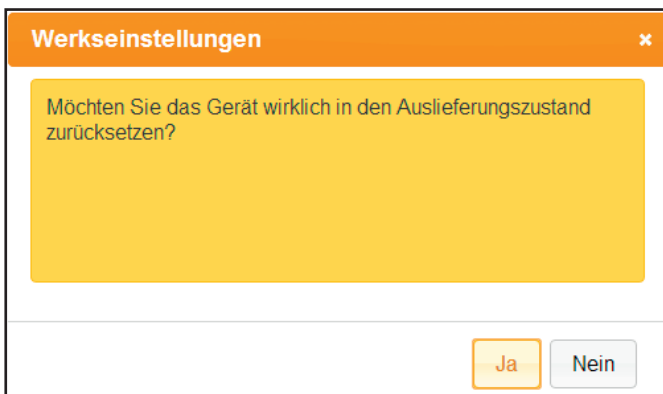 Werkseinstellungen
Möchten Sie das Gerät wirklich in den Auslieferungszustand
zurücksetzen?
Ja Nein